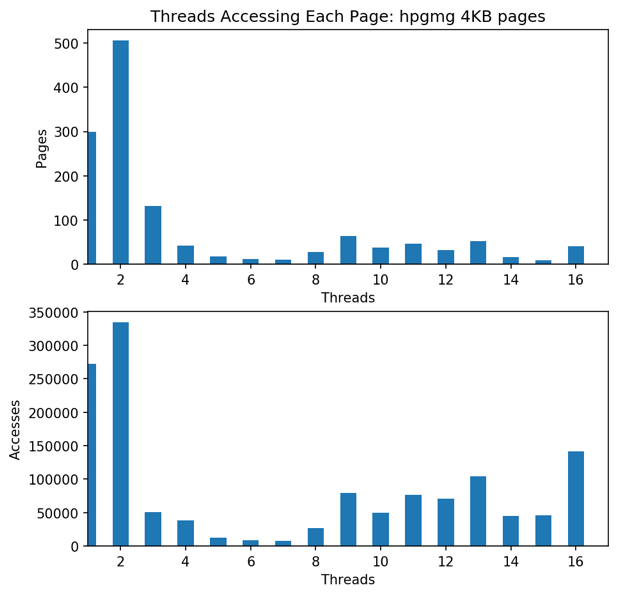 Threads Accessing Each Page: hpgmg 4KB pages
500
400
300
200
100
0
Pages
2 4 6 8 10 12 14 16
Threads
350000
300000
250000
200000
150000
100000
50000
0
Accesses
2 4 6 8 10 12 14 16
Threads